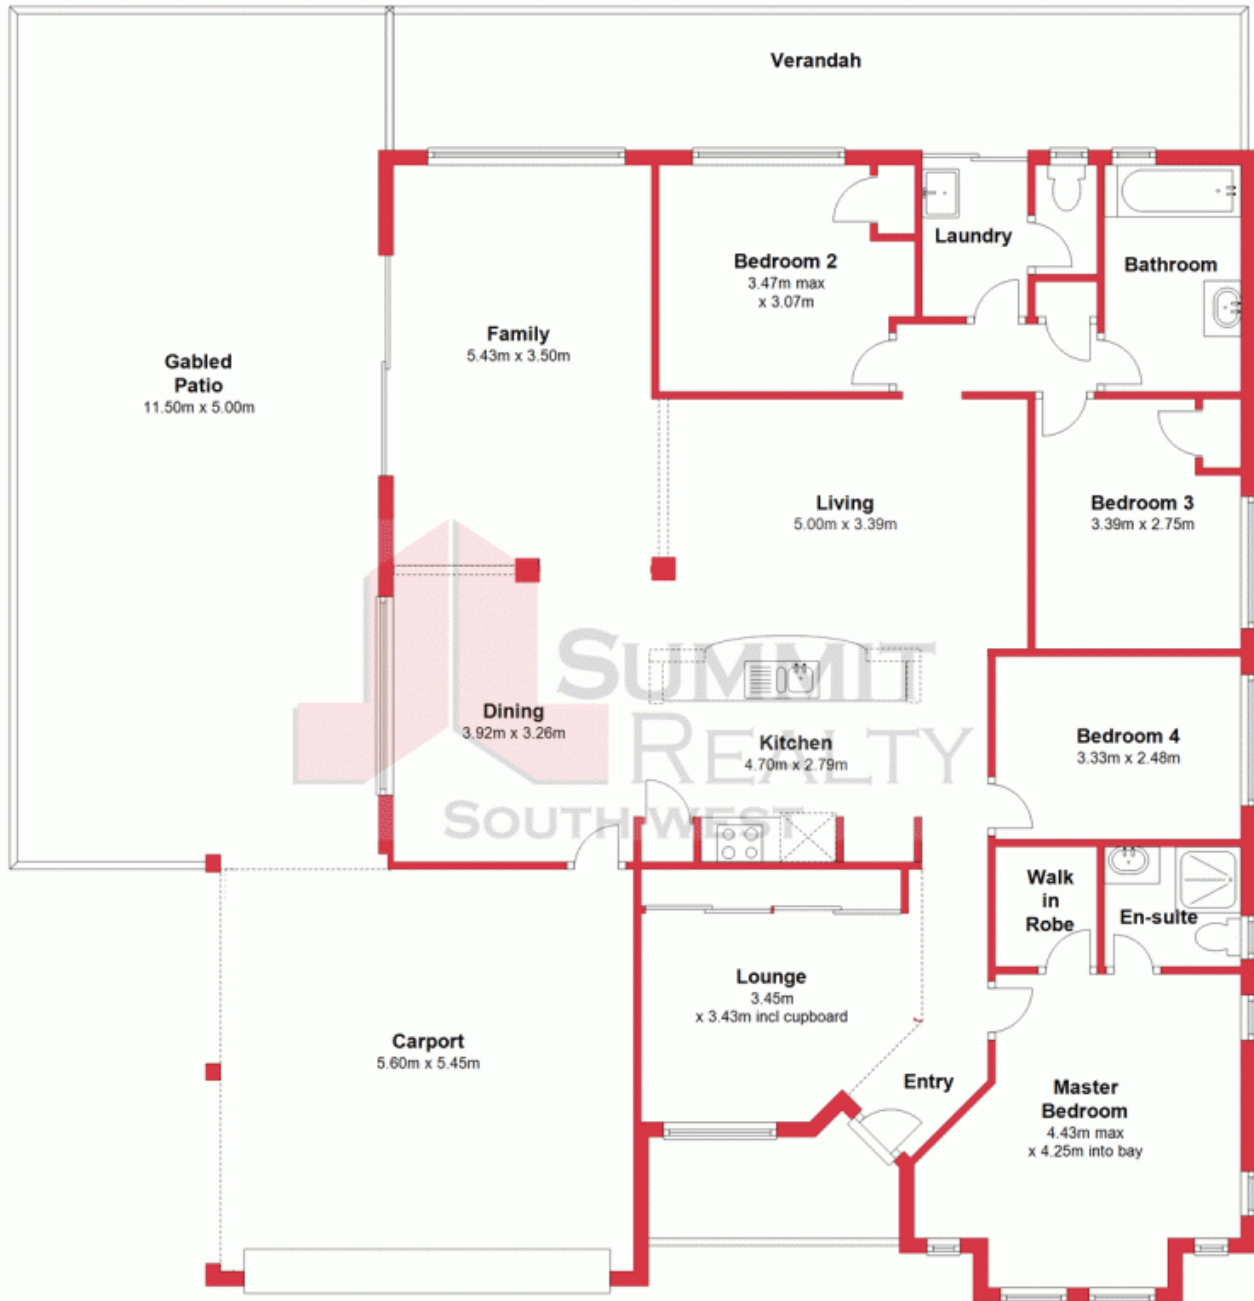 Verandah
Bedroom 2
3.47m max
x 3.07m
Laundry
Bathroom
Family
5.43m x 3.50m
Gabled
Patio
11.50m x 5.00m
Living
5.00m x 3.39m
Bedroom 3
3.39m x 2.75m
SUMMIT
REALTY
SOUTH WEST
Dining
3.92m x 3.26m
Kitchen
4.70m x 2.79m
Bedroom 4
3.33m x 2.48m
Walk
in
Robe
En-suite
Lounge
3.45m
x 3.43m incl cupboard
Carport
5.60m x 5.45m
Entry
Master
Bedroom
4.43m max
x 4.25m into bay